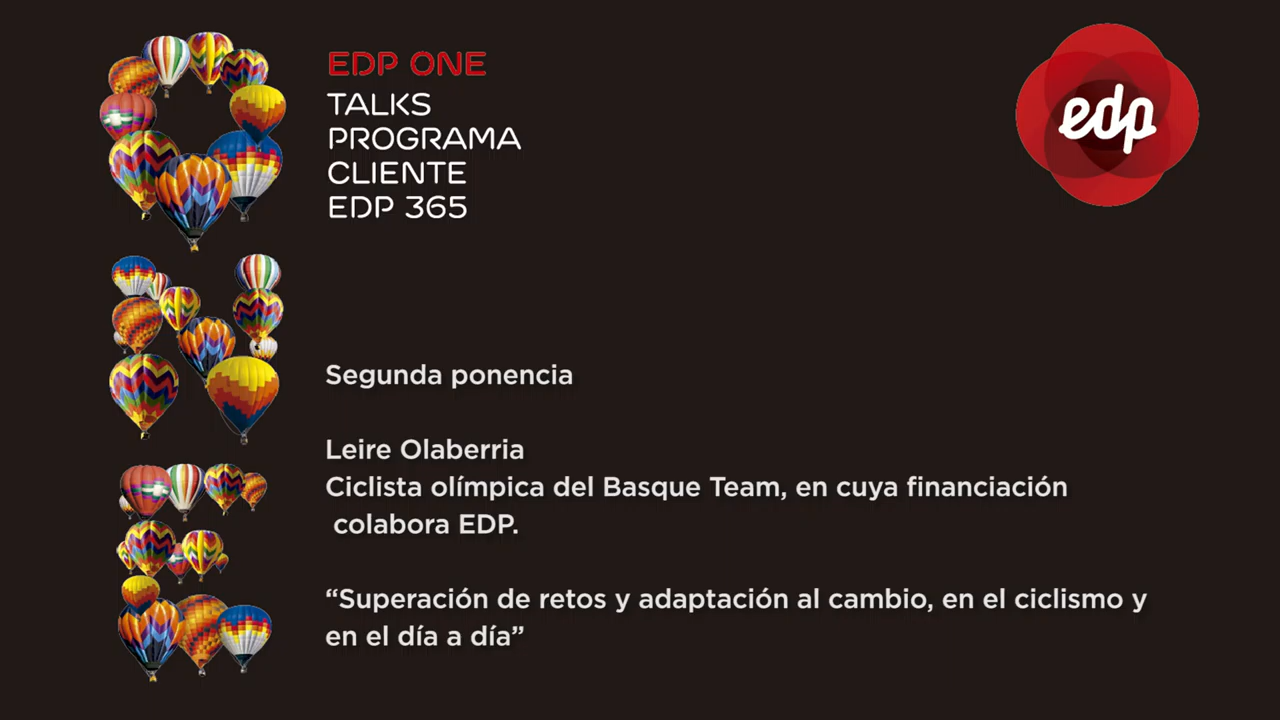 EDP ONE
TALKS
PROGRAMA
CLIENTE
EDP 365
edp
Segunda ponencia
Leire Olaberria
Ciclista olímpica del Basque Team, en cuya financiación
colabora EDP.
“Superación de retos y adaptación al cambio, en el ciclismo y
en el día a día”